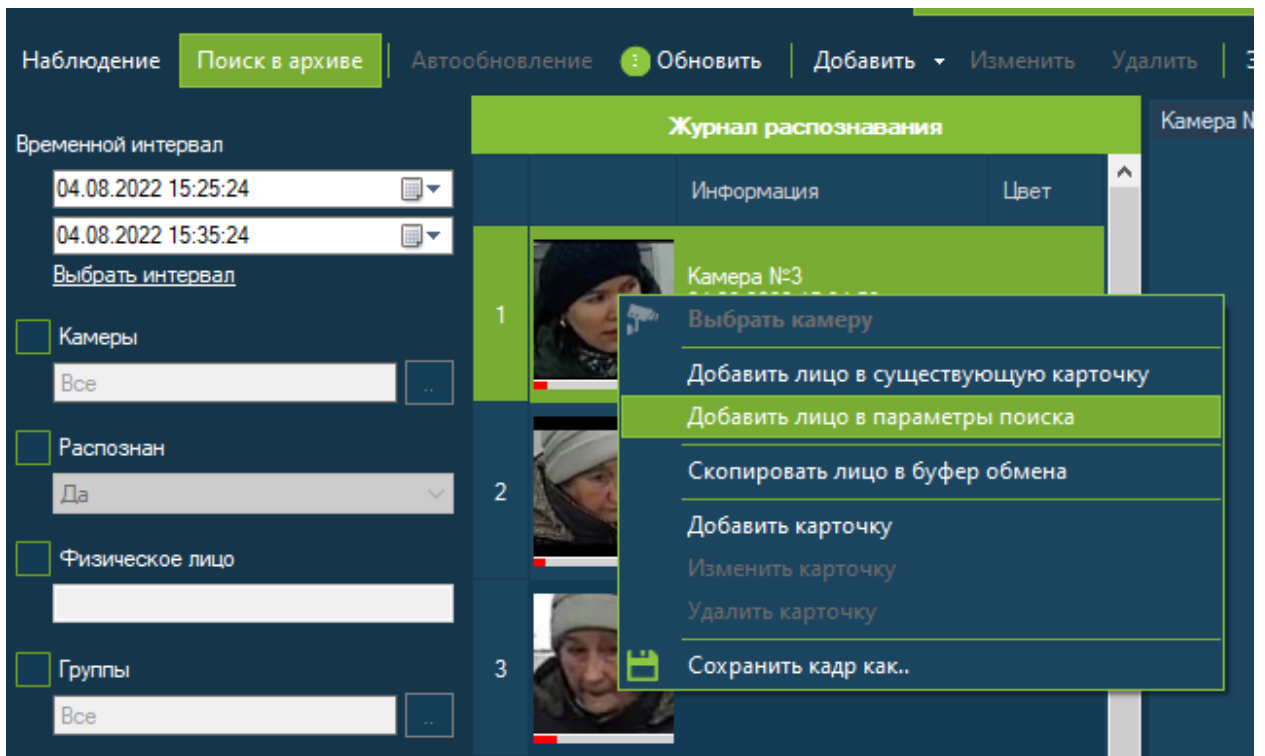 Наблюдение Поиск в архиве Автообновление Обновить Добавить Изменить Удалить
Временной интервал
04.08.2022 15:25:24
04.08.2022 15:35:24
Выбрать интервал
Камеры
Все
..
Распознан
Да
Физическое лицо
Группы
Все
..
Журнал распознавания
Информация Цвет
1
Камера №3
2
3
Выбрать камеру
Добавить лицо в существующую карточку
Добавить лицо в параметры поиска
Скопировать лицо в буфер обмена
Добавить карточку
Изменить карточку
Удалить карточку
Сохранить кадр как..
Камера